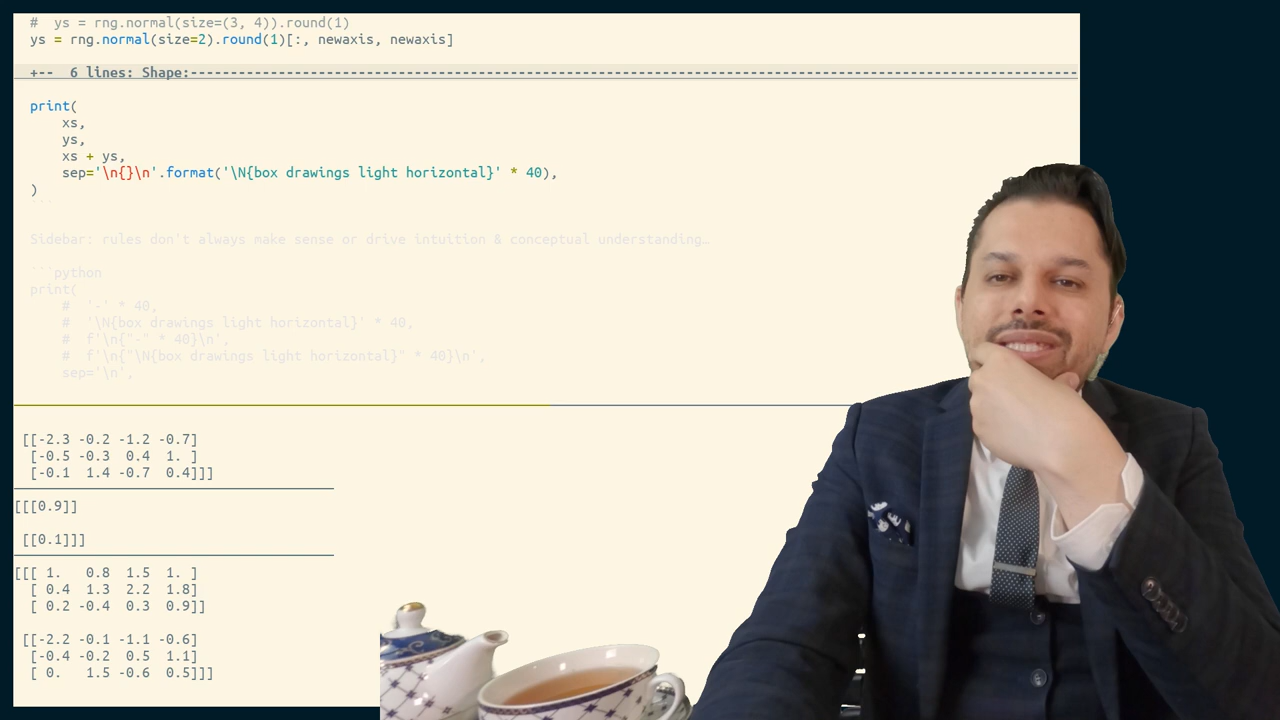 #  ys = rng.normal(size=(3, 4)).round(1)
ys = rng.normal(size=2).round(1)[:, newaxis, newaxis]
+--  6 lines: Shape:---------------------------------------------------------------------------------------------------------------
print(
    xs,
    ys,
    xs + ys,
    sep='\n{}\n'.format('\N{box drawings light horizontal}' * 40),
)
```
Sidebar: rules don't always make sense or drive intuition & conceptual understanding…
```python
print(
    #  '-' * 40,
    #  '\N{box drawings light horizontal}' * 40,
    #  f'\n{"-" * 40}\n',
    #  f'\n{"\N{box drawings light horizontal}" * 40}\n',
    sep='\n',
 [[-2.3 -0.2 -1.2 -0.7]
  [-0.5 -0.3  0.4  1. ]
  [-0.1  1.4 -0.7  0.4]]]
────────────────────────────────────────
[[[0.9]]
 [[0.1]]]
────────────────────────────────────────
[[[ 1.   0.8  1.5  1. ]
  [ 0.4  1.3  2.2  1.8]
  [ 0.2 -0.4  0.3  0.9]]
 [[-2.2 -0.1 -1.1 -0.6]
  [-0.4 -0.2  0.5  1.1]
  [ 0.   1.5 -0.6  0.5]]]